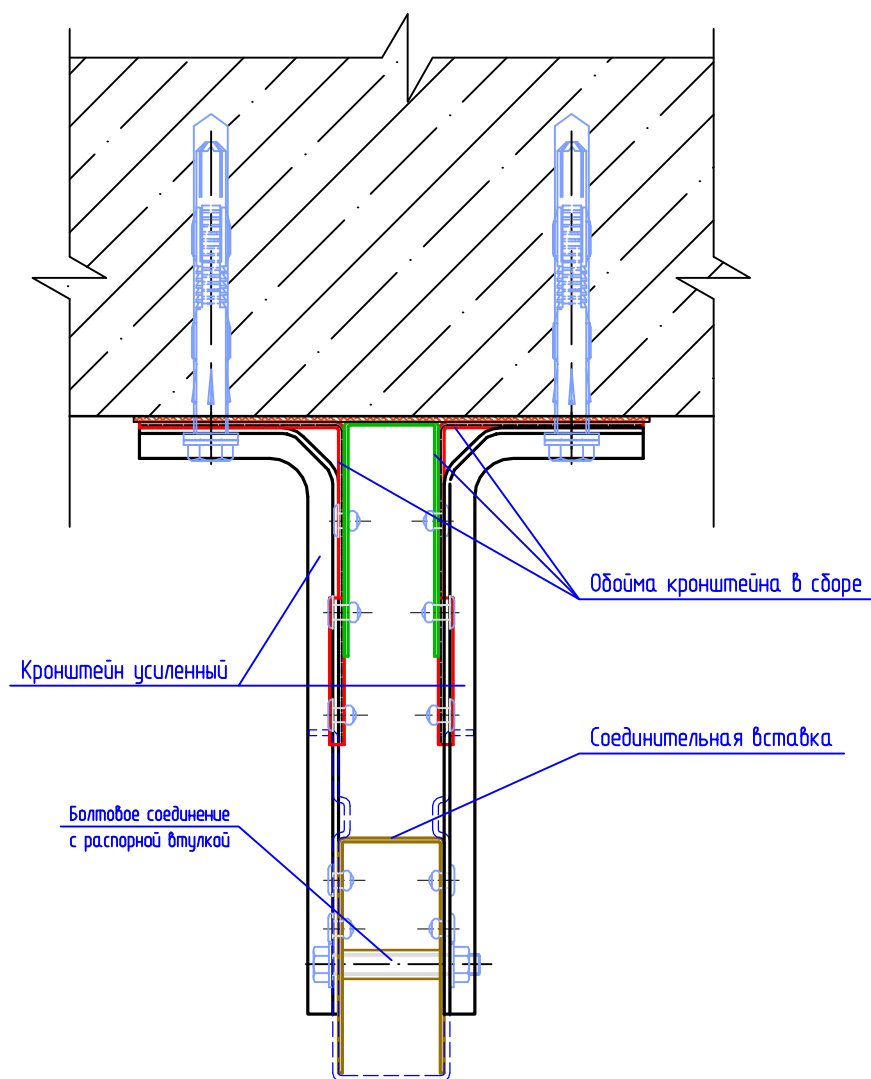 Обойма кронштейна в сборе
Кронштейн усиленный
Соединительная вставка
Болтовое соединение
с распорной втулкой